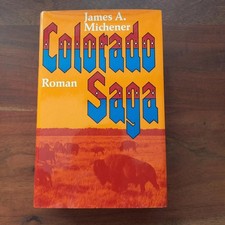 James A.
Michener
Colorado
Saga
Roman